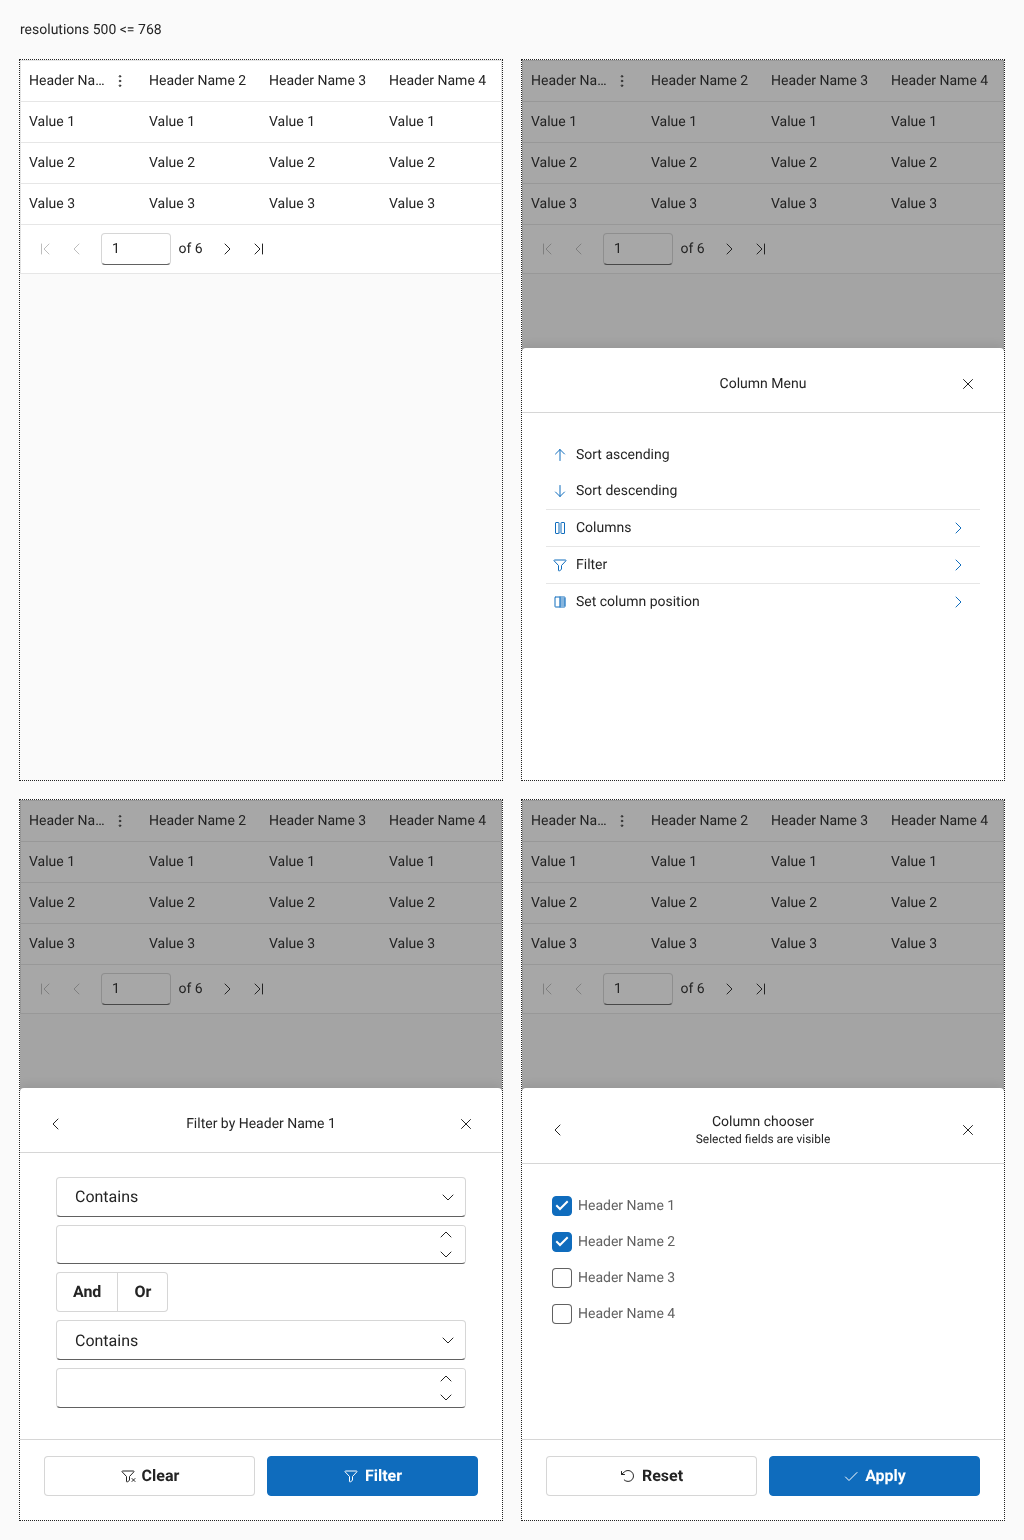 resolutions 500 <= 768
Header Na... Header Name 2 Header Name 3 Header Name 4
Value 1 Value 1 Value 1 Value 1
Value 2 Value 2 Value 2 Value 2
Value 3 Value 3 Value 3 Value 3
1 of 6
Header Na... Header Name 2 Header Name 3 Header Name 4
Value 1 Value 1 Value 1 Value 1
Value 2 Value 2 Value 2 Value 2
Value 3 Value 3 Value 3 Value 3
1 of 6
Column Menu
Sort ascending
Sort descending
Columns
Filter
Set column position
Header Na... Header Name 2 Header Name 3 Header Name 4
Value 1 Value 1 Value 1 Value 1
Value 2 Value 2 Value 2 Value 2
Value 3 Value 3 Value 3 Value 3
1 of 6
Filter by Header Name 1
Contains
And Or
Contains
Clear Filter
Header Na... Header Name 2 Header Name 3 Header Name 4
Value 1 Value 1 Value 1 Value 1
Value 2 Value 2 Value 2 Value 2
Value 3 Value 3 Value 3 Value 3
1 of 6
Column chooser
Selected fields are visible
Header Name 1
Header Name 2
Header Name 3
Header Name 4
Reset Apply